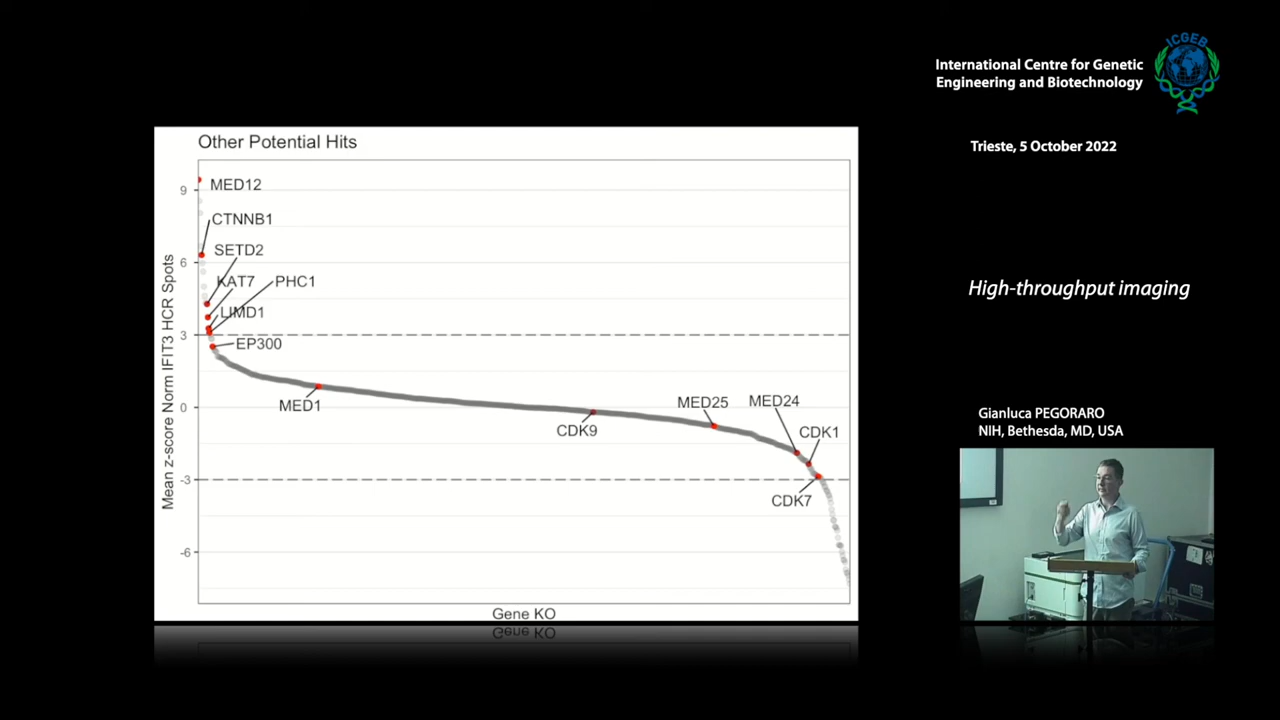 International Centre for Genetic
Engineering and Biotechnology
ICGEB
Trieste, 5 October 2022
High-throughput imaging
Gianluca PEGORARO
NIH, Bethesda, MD, USA
Other Potential Hits
Mean z-score Norm IFIT3 HCR Spots
9
6
3
0
-3
-6
MED12
CTNNB1
SETD2
KAT7
PHC1
LIMD1
EP300
MED1
CDK9
MED25
MED24
CDK1
CDK7
Gene KO